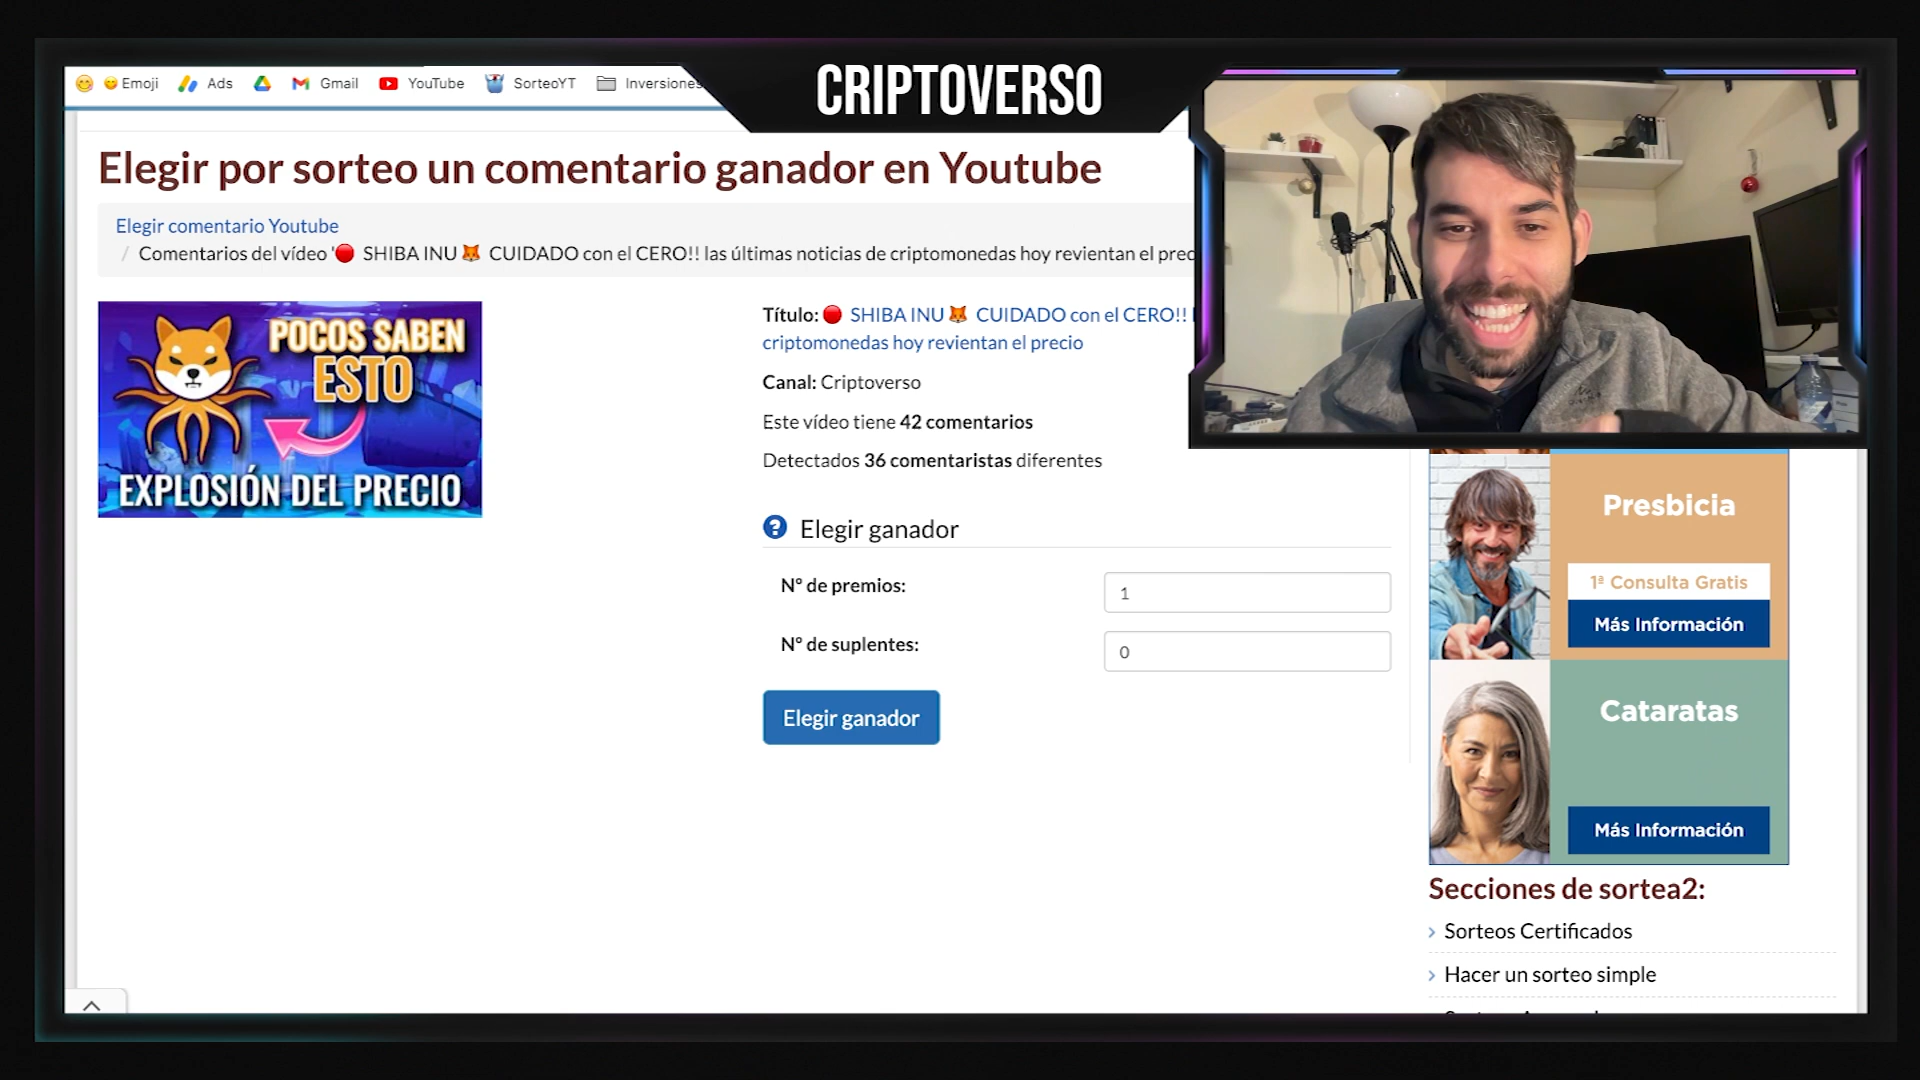 CRIPTOVERSO
Emoji Ads Gmail YouTube SorteoYT Inversiones
Elegir por sorteo un comentario ganador en Youtube
Elegir comentario Youtube
/ Comentarios del vídeo '🔴 SHIBA INU 🦊 CUIDADO con el CERO!! las últimas noticias de criptomonedas hoy revientan el
POCOS SABEN
ESTO
EXPLOSIÓN DEL PRECIO
Título: 🔴 SHIBA INU 🦊 CUIDADO con el CERO!!
criptomonedas hoy revientan el precio
Canal: Criptoverso
Este vídeo tiene 42 comentarios
Detectados 36 comentaristas diferentes
? Elegir ganador
Nº de premios: 1
Nº de suplentes: 0
Elegir ganador
Presbicia
1ª Consulta Gratis
Más Información
Cataratas
Más Información
Secciones de sortea2:
Sorteos Certificados
Hacer un sorteo simple